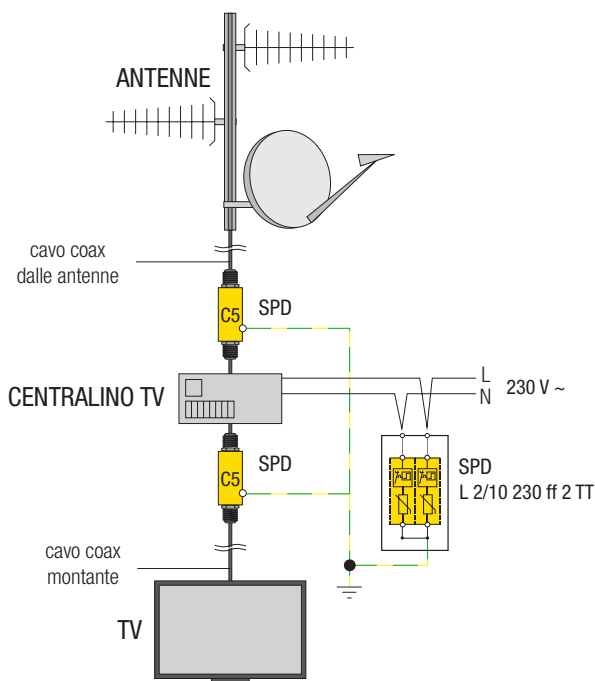 ANTENNE
cavo coax
dalle antenne
C5
SPD
CENTRALINO TV
L
N
230 V ~
C5
SPD
SPD
L 2/10 230 ff 2 TT
cavo coax
montante
TV